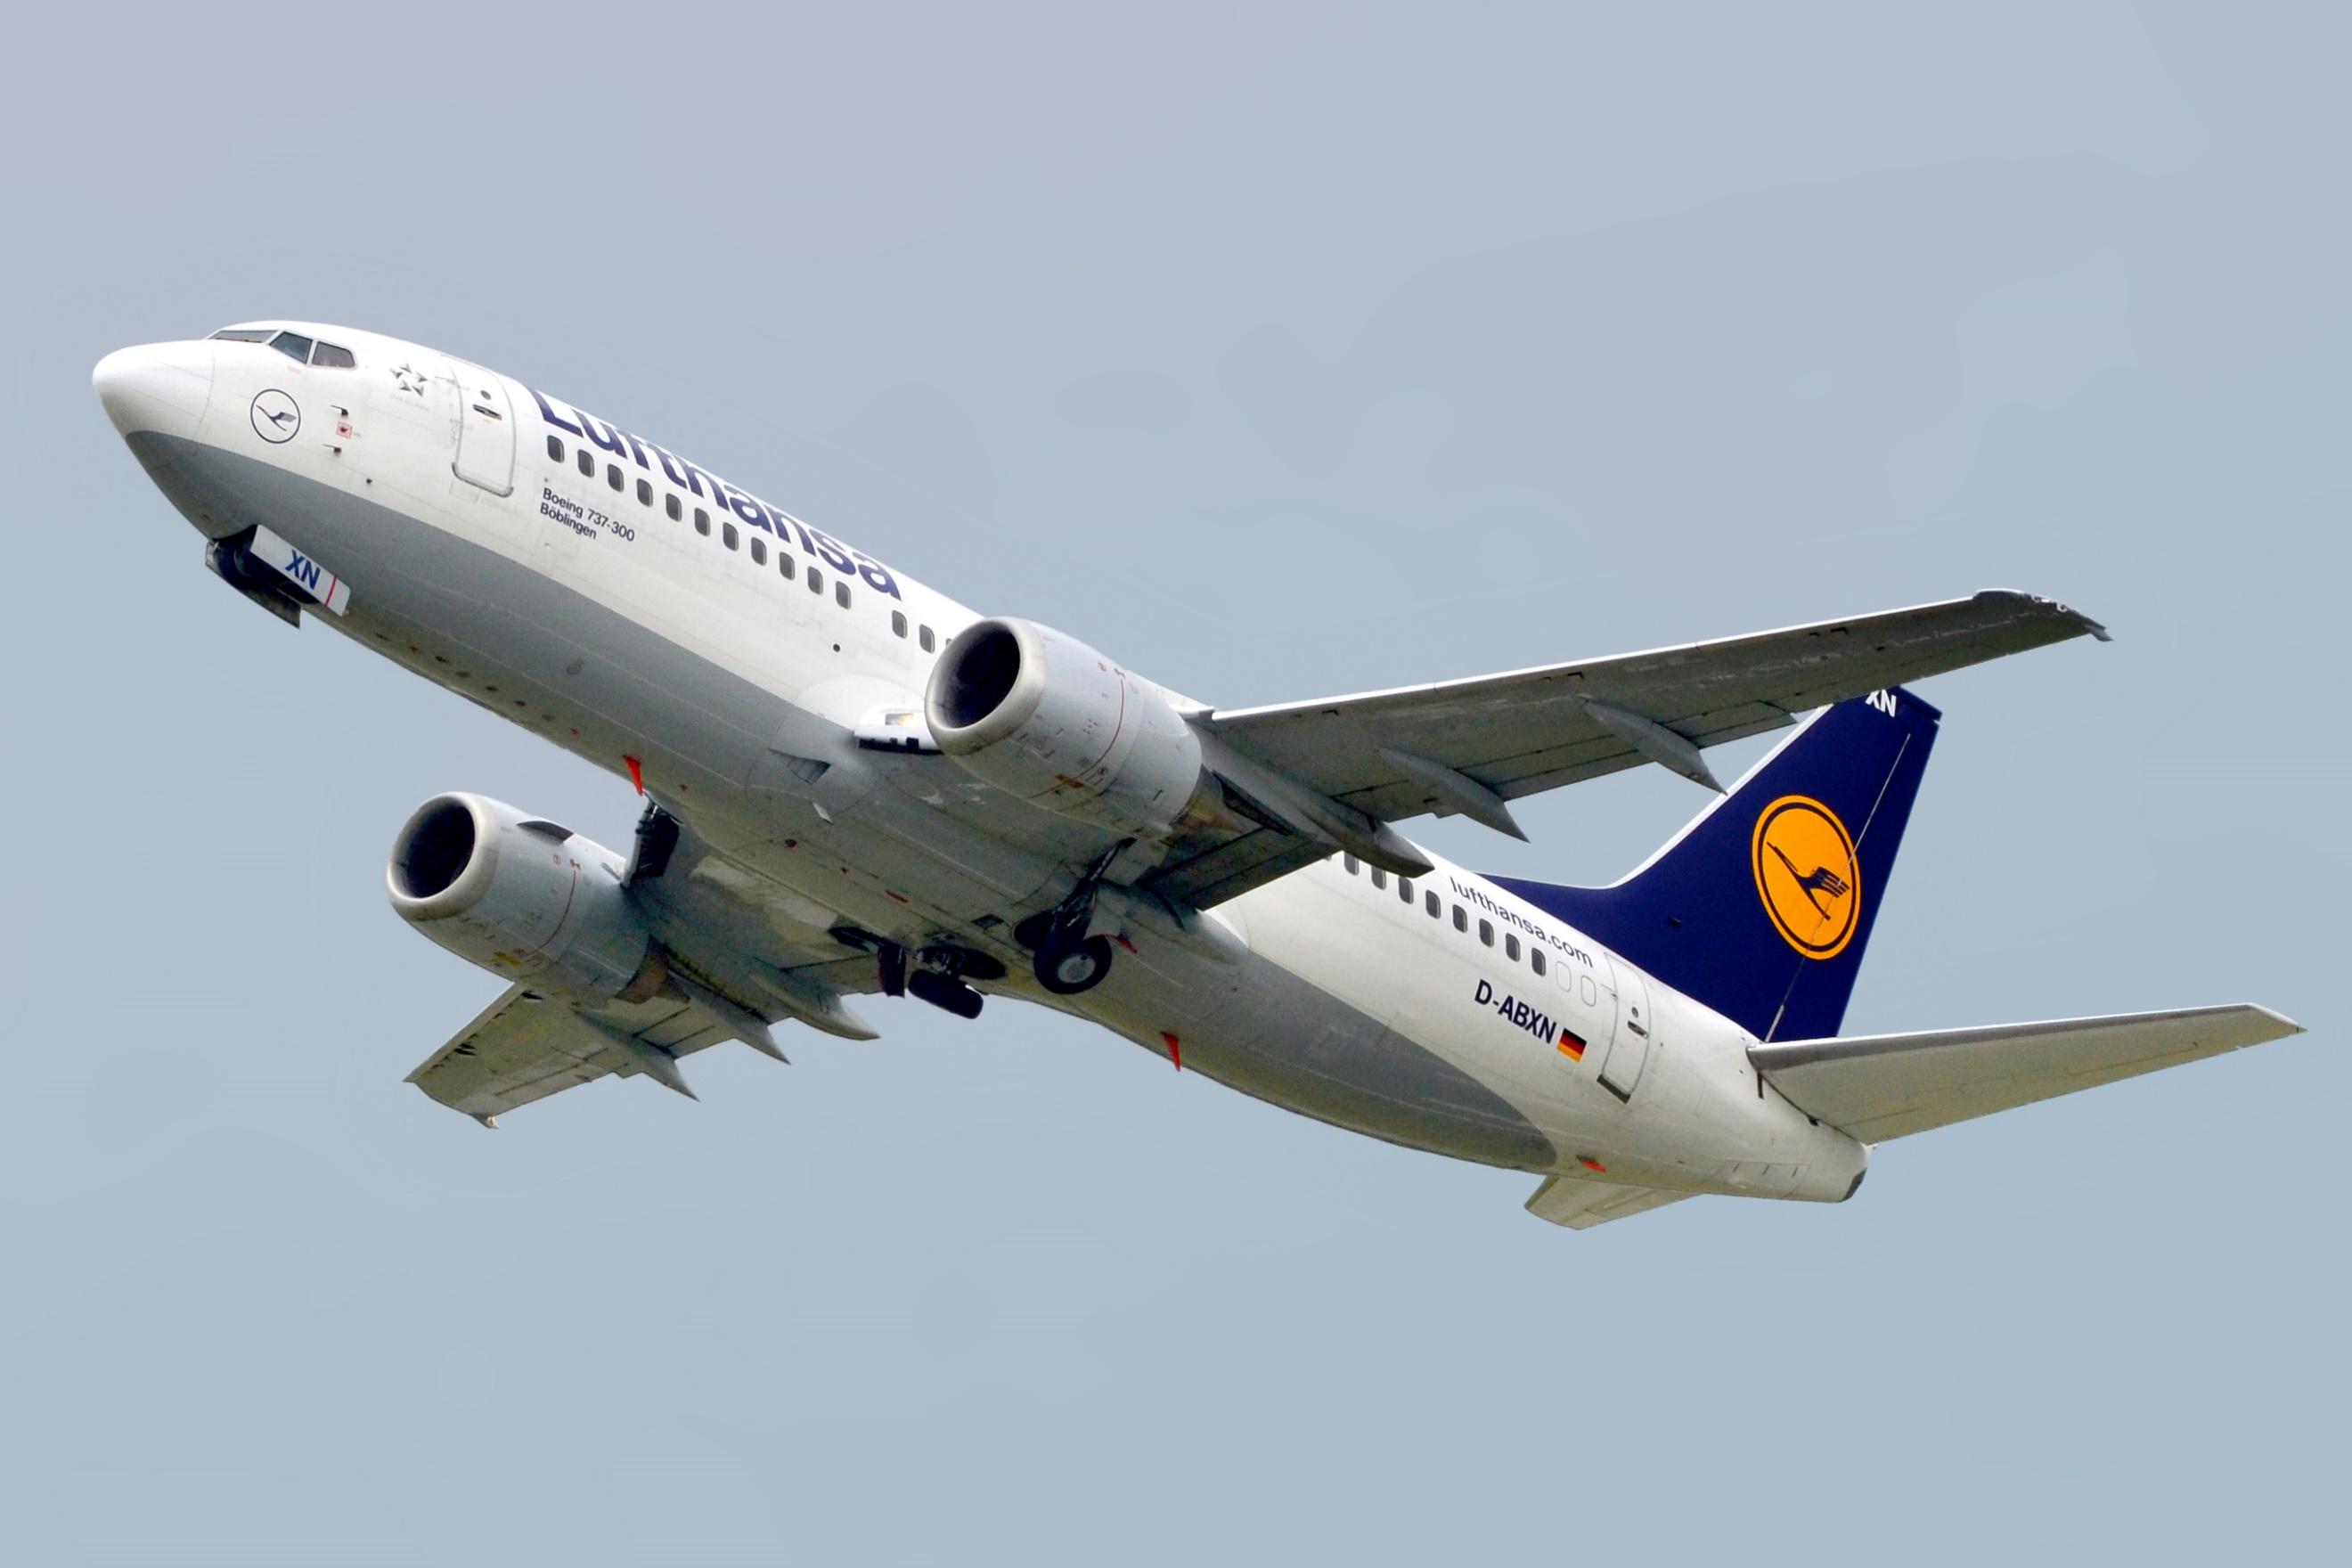 Lufthansa
Boeing 737-300
Böblingen
XN
XN
lufthansa.com
D-ABXN